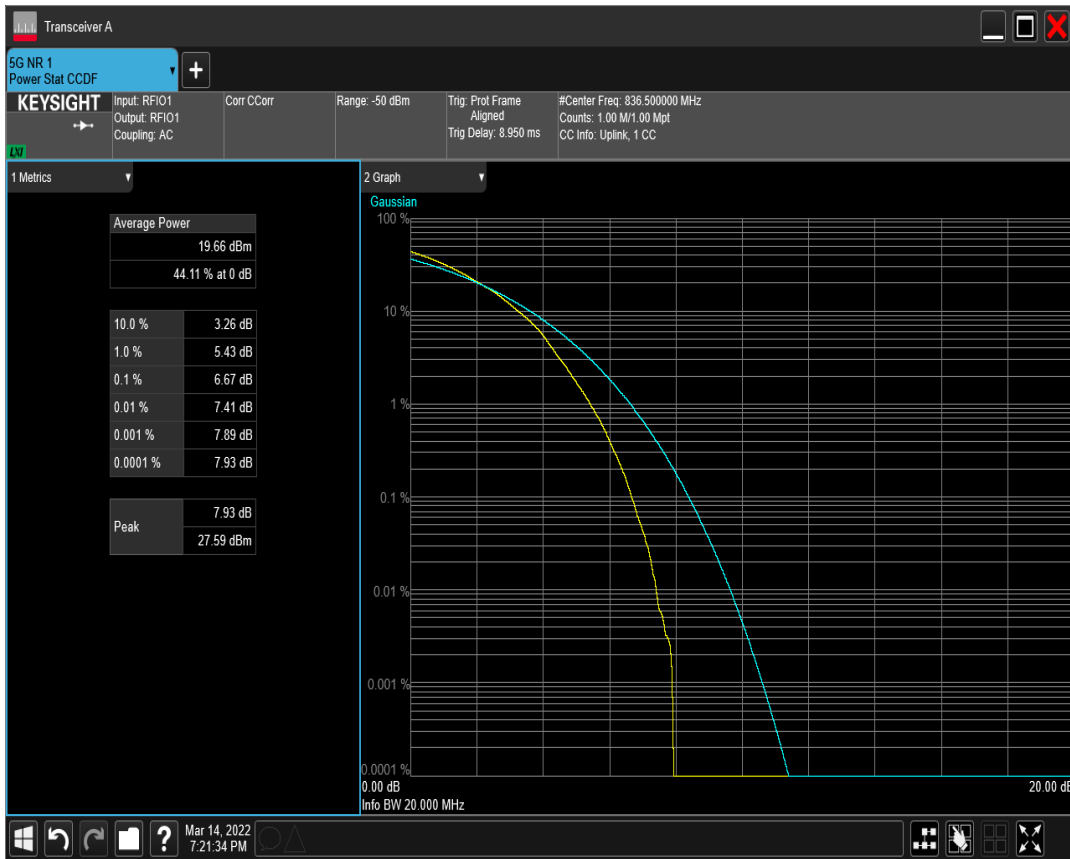 Transceiver A
5G NR 1
Power Stat CCDF
KEYSIGHT
LXI
Input: RFIO1
Output: RFIO1
Coupling: AC
Corr CCorr
Range: -50 dBm
Trig: Prot Frame
Aligned
Trig Delay: 8.950 ms
#Center Freq: 836.500000 MHz
Counts: 1.00 M/1.00 Mpt
CC Info: Uplink, 1 CC
1 Metrics
Average Power
19.66 dBm
44.11 % at 0 dB
10.0 % 3.26 dB
1.0 % 5.43 dB
0.1 % 6.67 dB
0.01 % 7.41 dB
0.001 % 7.89 dB
0.0001 % 7.93 dB
Peak
7.93 dB
27.59 dBm
2 Graph
Gaussian
100 %
10 %
1 %
0.1 %
0.01 %
0.001 %
0.0001 %
0.00 dB 20.00 dB
Info BW 20.000 MHz
Mar 14, 2022
7:21:34 PM